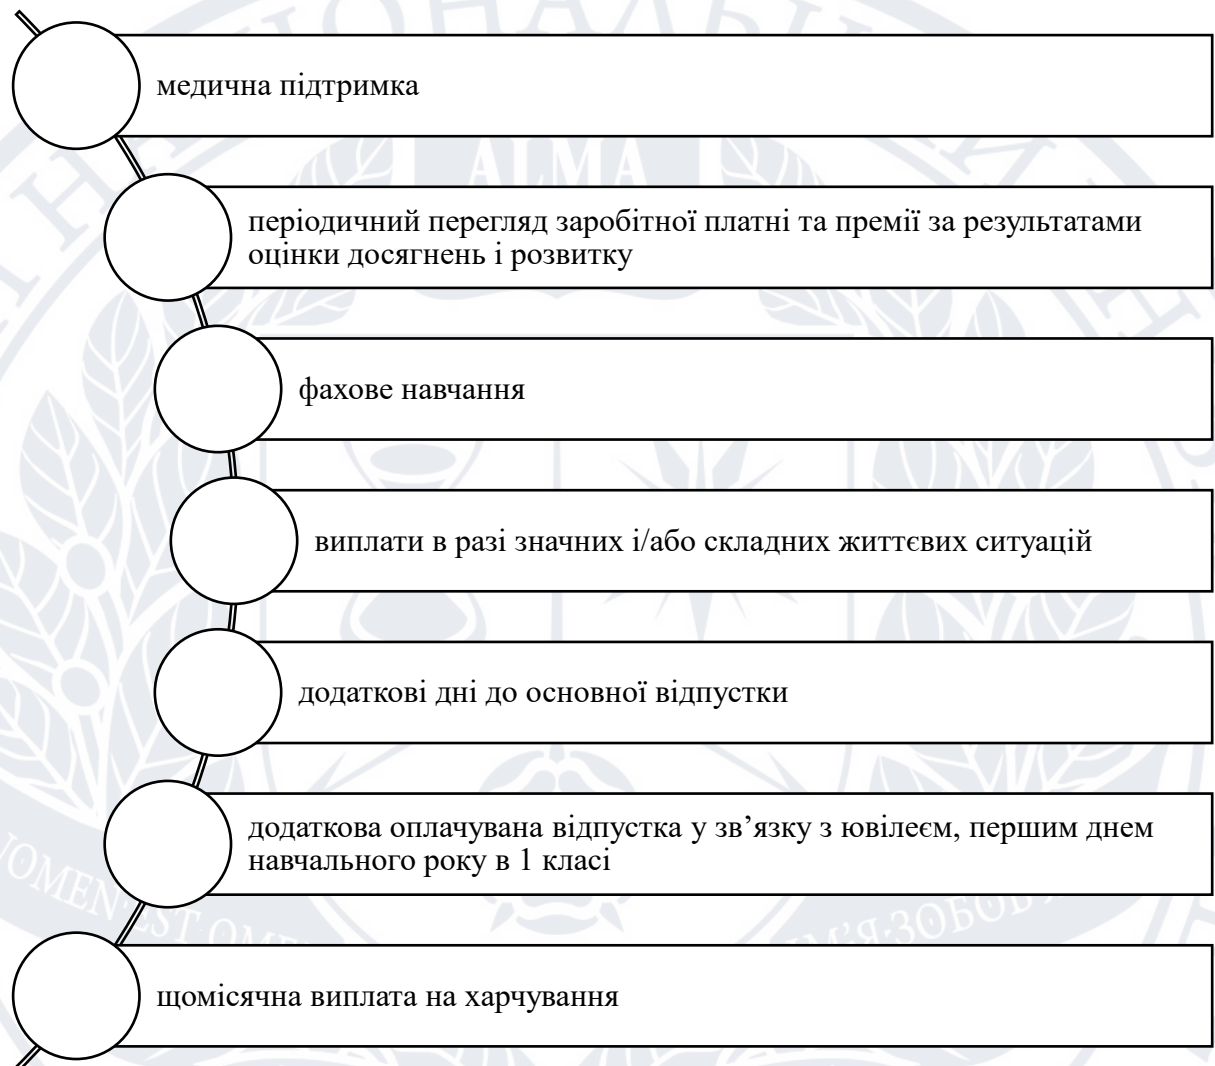 НАЦІОНАЛЬНИЙ
ALMA
медична підтримка
періодичний перегляд заробітної платні та премії за результатами
оцінки досягнень і розвитку
фахове навчання
виплати в разі значних і/або складних життєвих ситуацій
додаткові дні до основної відпустки
додаткова оплачувана відпустка у зв’язку з ювілеєм, першим днем
навчального року в 1 класі
щомісячна виплата на харчування